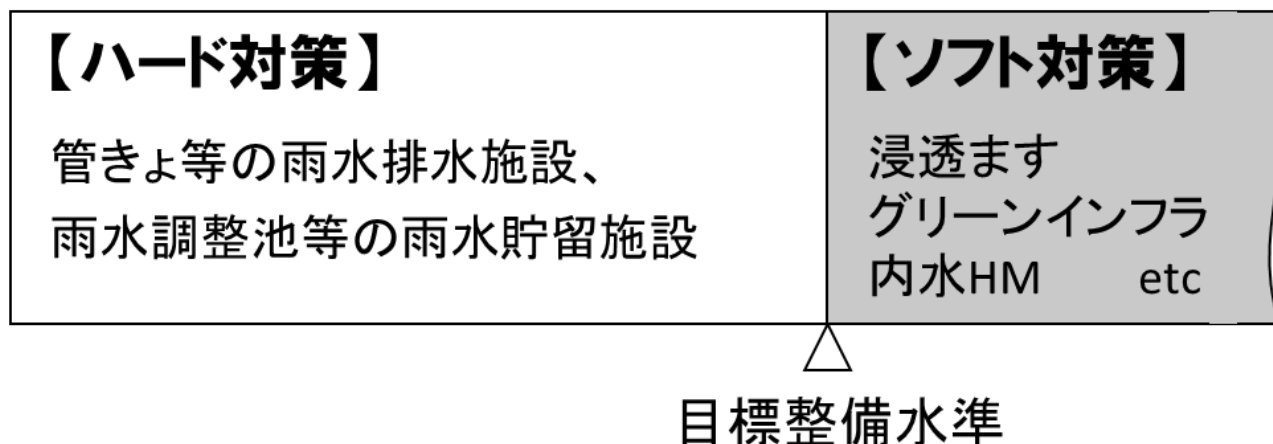 【ハード対策】
管きょ等の雨水排水施設、
雨水調整池等の雨水貯留施設
【ソフト対策】
浸透ます
グリーンインフラ
内水HM etc
目標整備水準